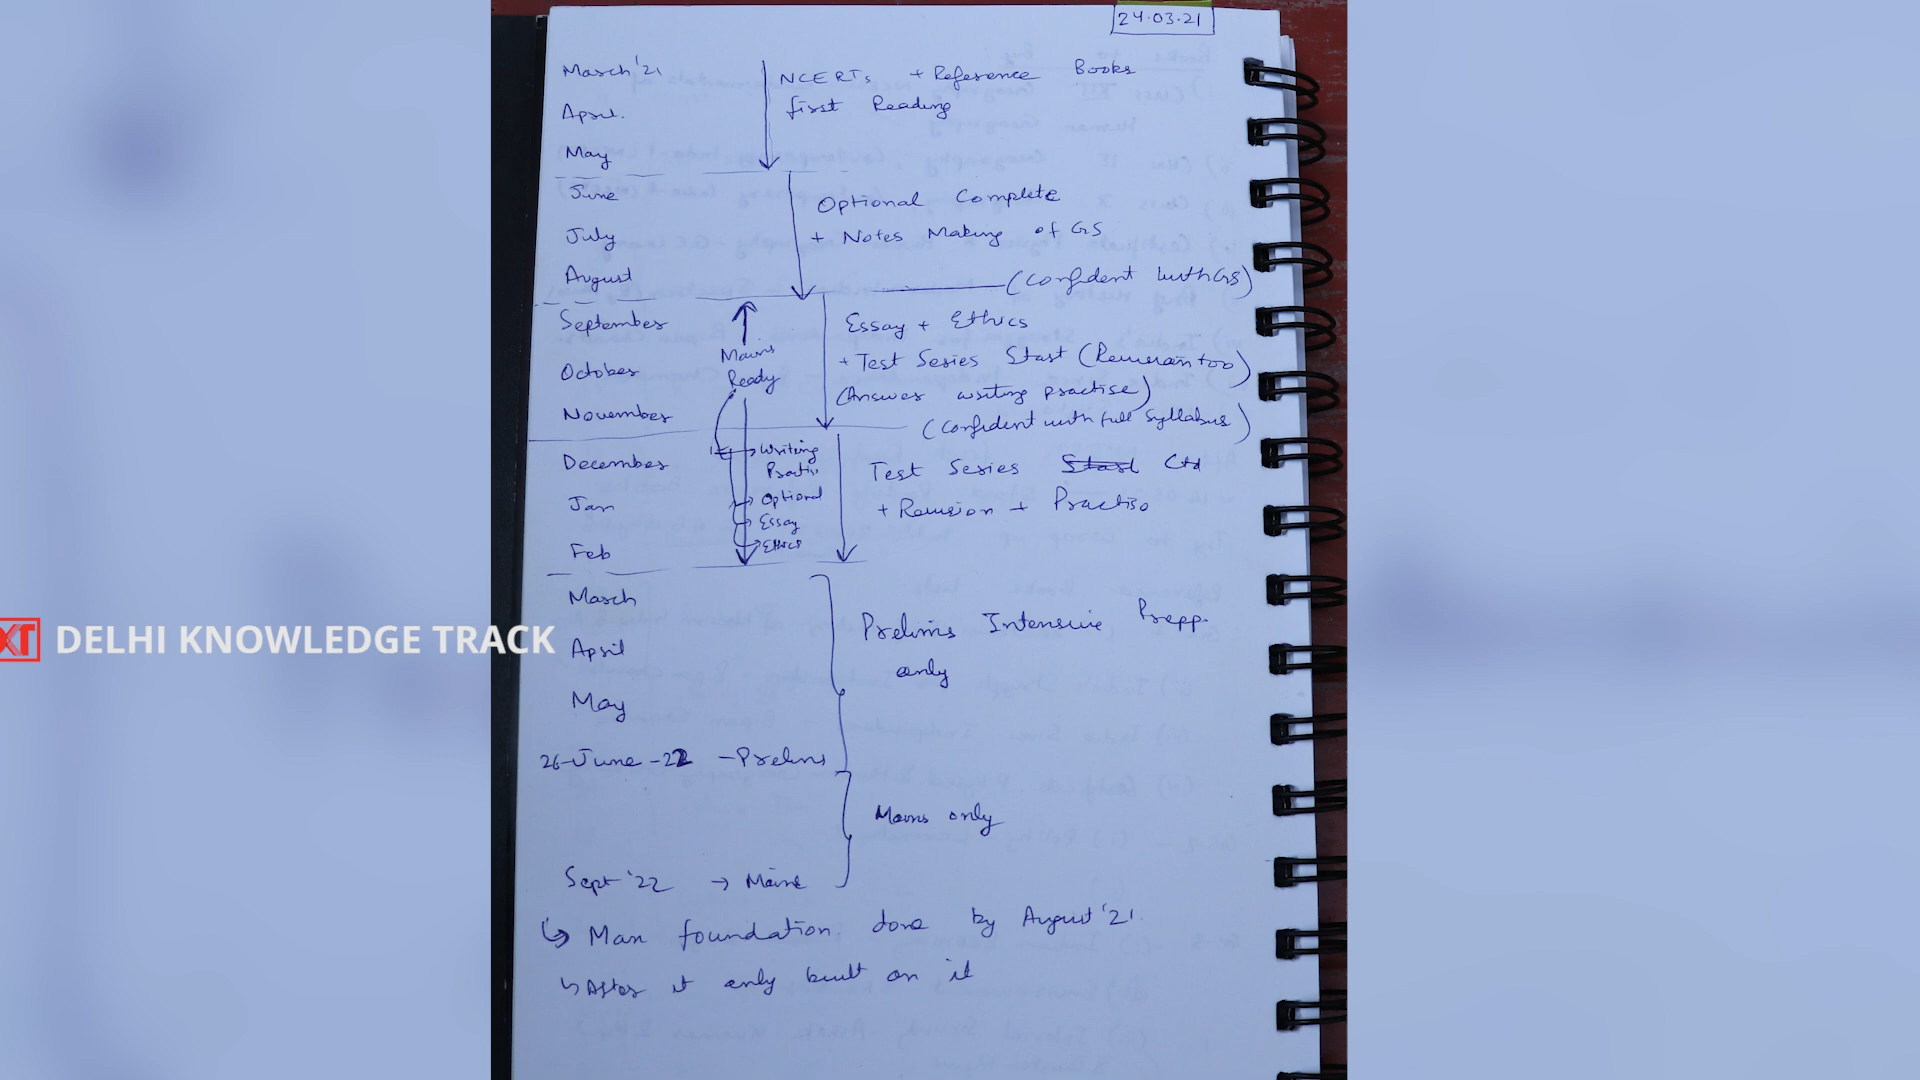 24.03.21
March '21
NCERTs + Reference Books
April.
first Reading
May
June
Optional Complete
July
+ Notes Making of GS
August
(Confident with GS)
September
Essay + Ethics
Mains
Ready
+ Test Series Start (Revision too)
October
(Answer writing practise)
November
(Confident with full syllabus)
December
Writing
Practis
Test Series Start Ctd
Jan
Optional
+ Revision + Practise
Essay
Feb
Ethics
March
Prelims Intensive Prepp.
April
only
May
26-June-22 - Prelims
Mains only
Sept '22 → Mains
↳ Max foundation done by August '21.
↳ After it only built on it
DELHI KNOWLEDGE TRACK